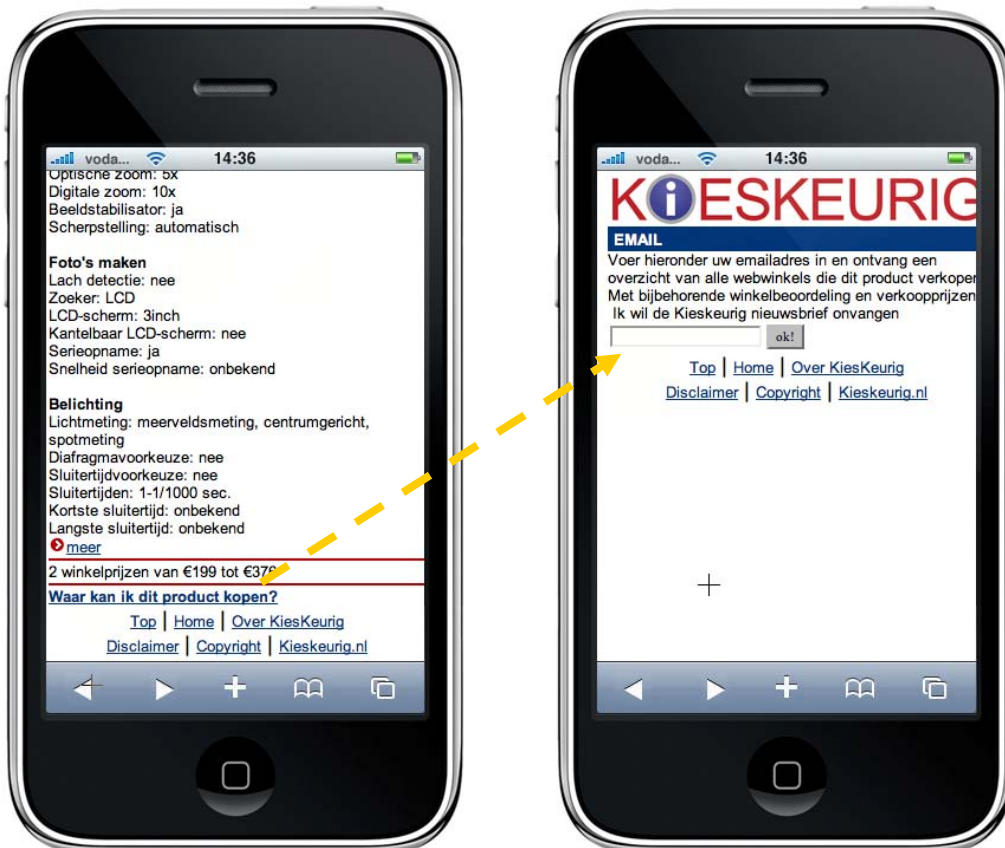 voda... 14:36
Optische zoom: 5x
Digitale zoom: 10x
Beeldstabilisator: ja
Scherpstelling: automatisch
Foto's maken
Lach detectie: nee
Zoeker: LCD
LCD-scherm: 3inch
Kantelbaar LCD-scherm: nee
Serieopname: ja
Snelheid serieopname: onbekend
Belichting
Lichtmeting: meerveldsmeting, centrumgericht,
spotmeting
Diafragmavoorkeuze: nee
Sluitertijdvoorkeuze: nee
Sluitertijden: 1-1/1000 sec.
Kortste sluitertijd: onbekend
Langste sluitertijd: onbekend
meer
2 winkelprijzen van €199 tot €376
Waar kan ik dit product kopen?
Top | Home | Over KiesKeurig
Disclaimer | Copyright | Kieskeurig.nl
voda... 14:36
KiESKEURIG
EMAIL
Voer hieronder uw emailadres in en ontvang een
overzicht van alle webwinkels die dit product verkopen
Met bijbehorende winkelbeoordeling en verkoopprijzen
Ik wil de Kieskeurig nieuwsbrief onvangen
ok!
Top | Home | Over KiesKeurig
Disclaimer | Copyright | Kieskeurig.nl